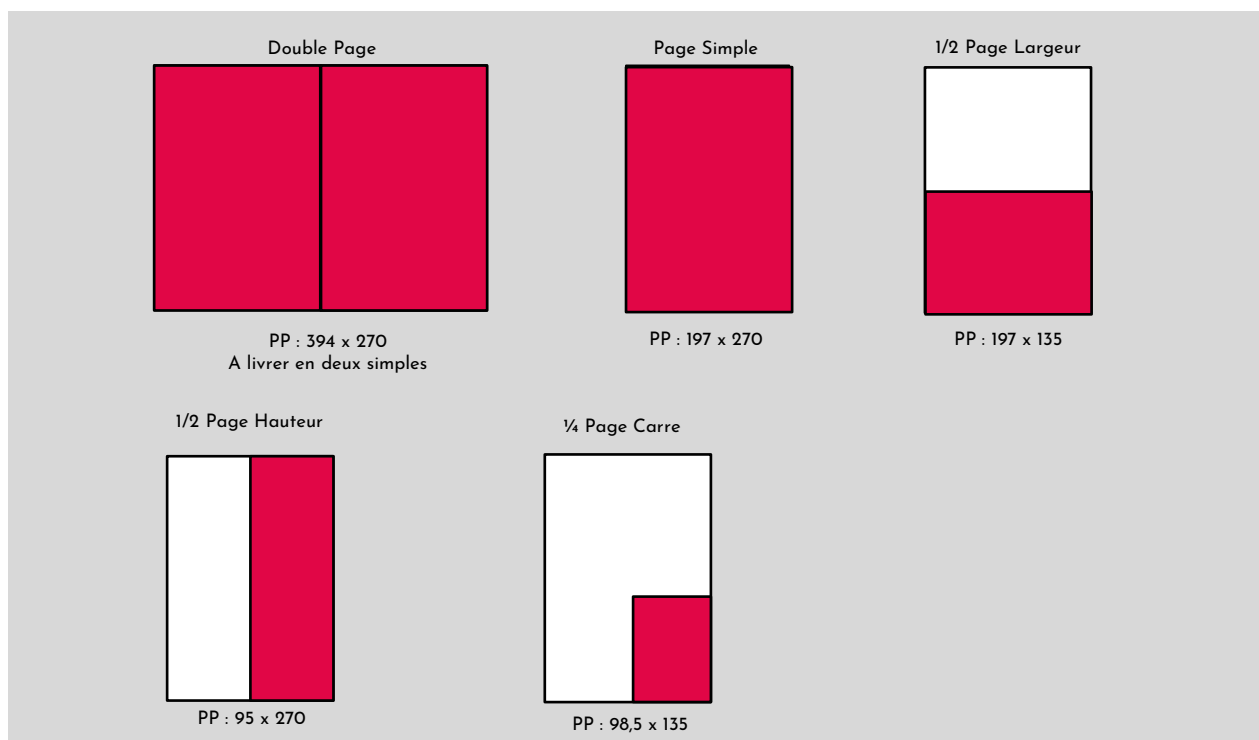 Double Page
PP : 394 x 270
A livrer en deux simples
Page Simple
PP : 197 x 270
1/2 Page Largeur
PP : 197 x 135
1/2 Page Hauteur
PP : 95 x 270
¼ Page Carre
PP : 98,5 x 135